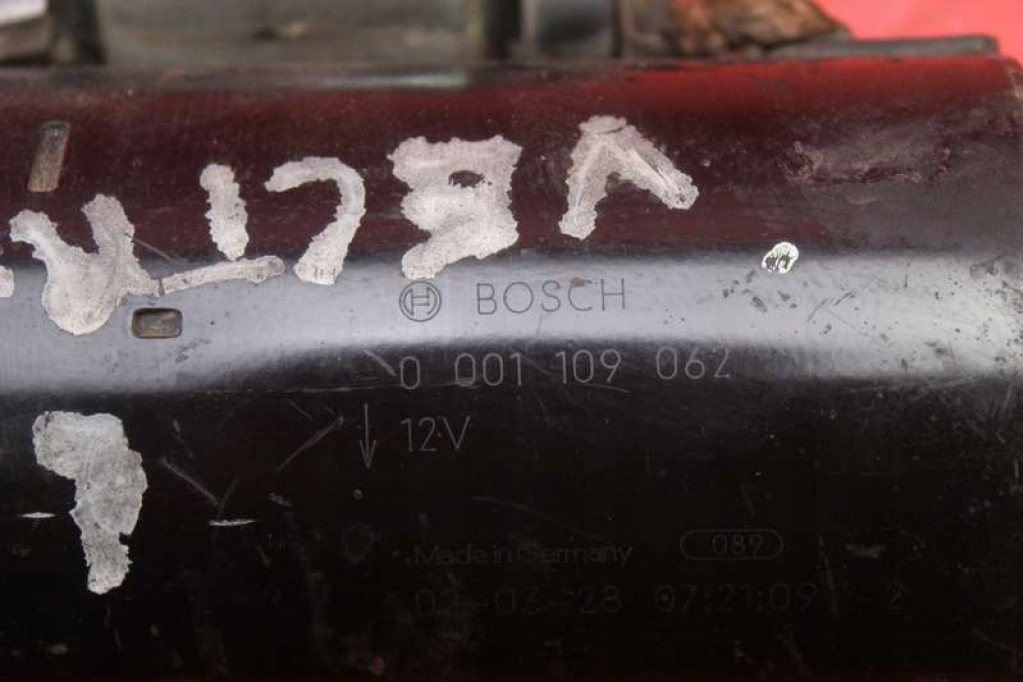 BOSCH
0 001 109 062
12V
Made in Germany 089
02-03-28 07:21:09 2